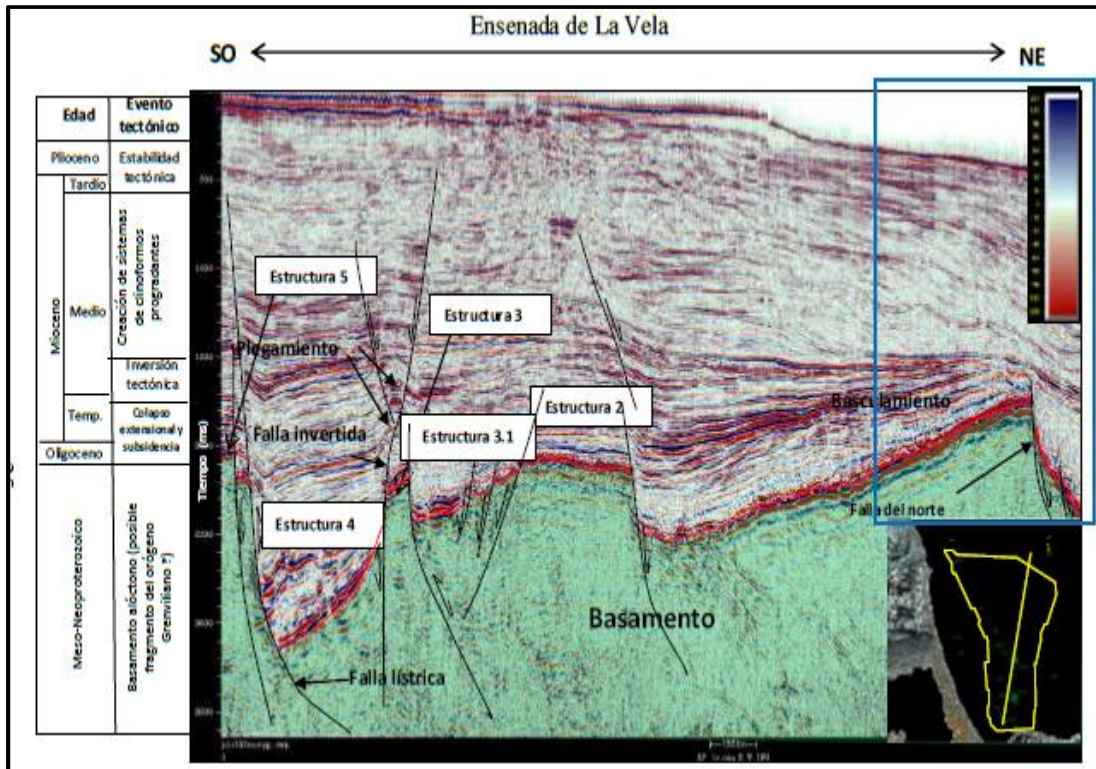 Ensenada de La Vela
SO
NE
Edad
Evento
tectónico
Plioceno
Estabilidad
tectónica
Mioceno
Tardío
Medio
Temp.
Creación de sistemas
de clinoformos
progradantes
Inversión
tectónica
Colapso
extensional y
subsidencia
Oligoceno
Meso-Neoproterozoico
Basamento alóctono (posible
fragmento del orógeno
Grenviliano ?)
Tiempo (ms)
Estructura 5
Estructura 3
Plegamiento
Estructura 2
Falla invertida
Estructura 3.1
Basculamiento
Estructura 4
Falla del norte
Basamento
Falla lístrica